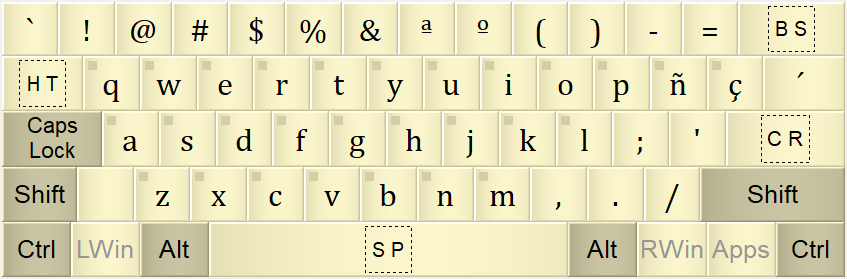 ` ! @ # $ % & ª º ( ) - = BS
HT q w e r t y u i o p ñ ç ´
Caps Lock a s d f g h j k l ; ' CR
Shift z x c v b n m , . / Shift
Ctrl LWin Alt SP Alt RWin Apps Ctrl